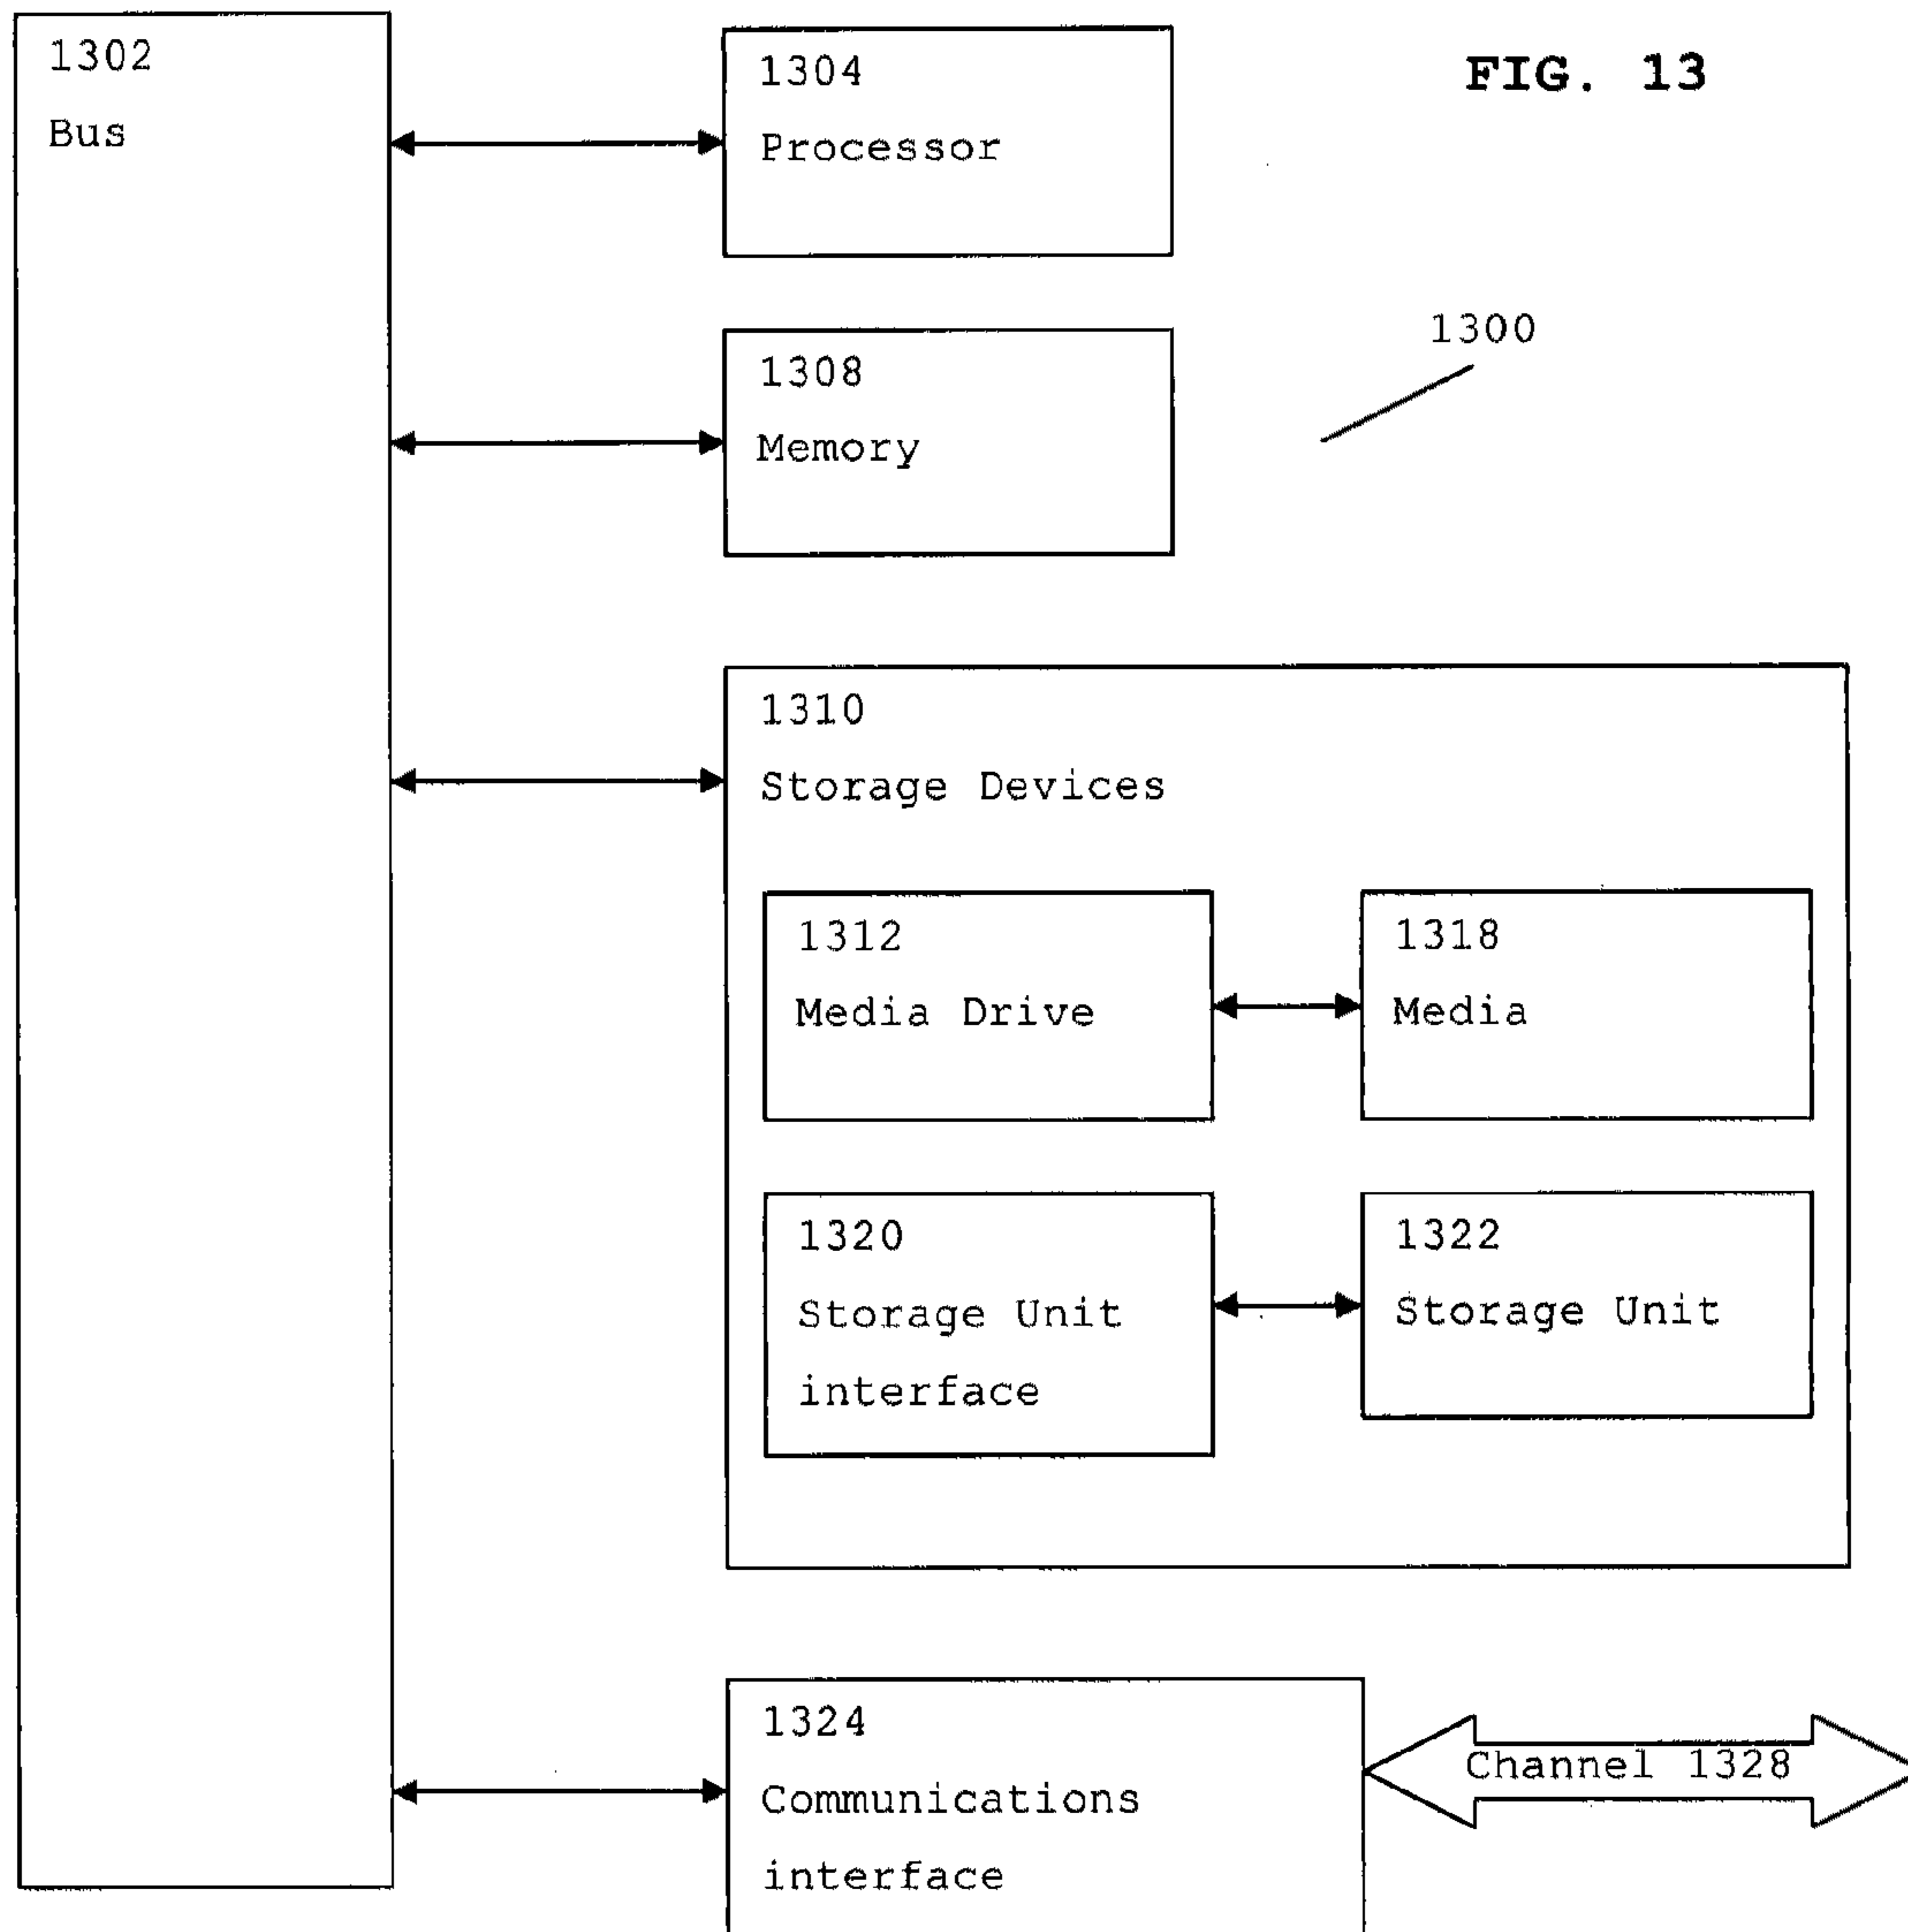 1302
Bus
1304
Processor
FIG. 13
1300
1308
Memory
1310
Storage Devices
1312
Media Drive
1318
Media
1320
Storage Unit
interface
1322
Storage Unit
1324
Communications
interface
Channel 1328